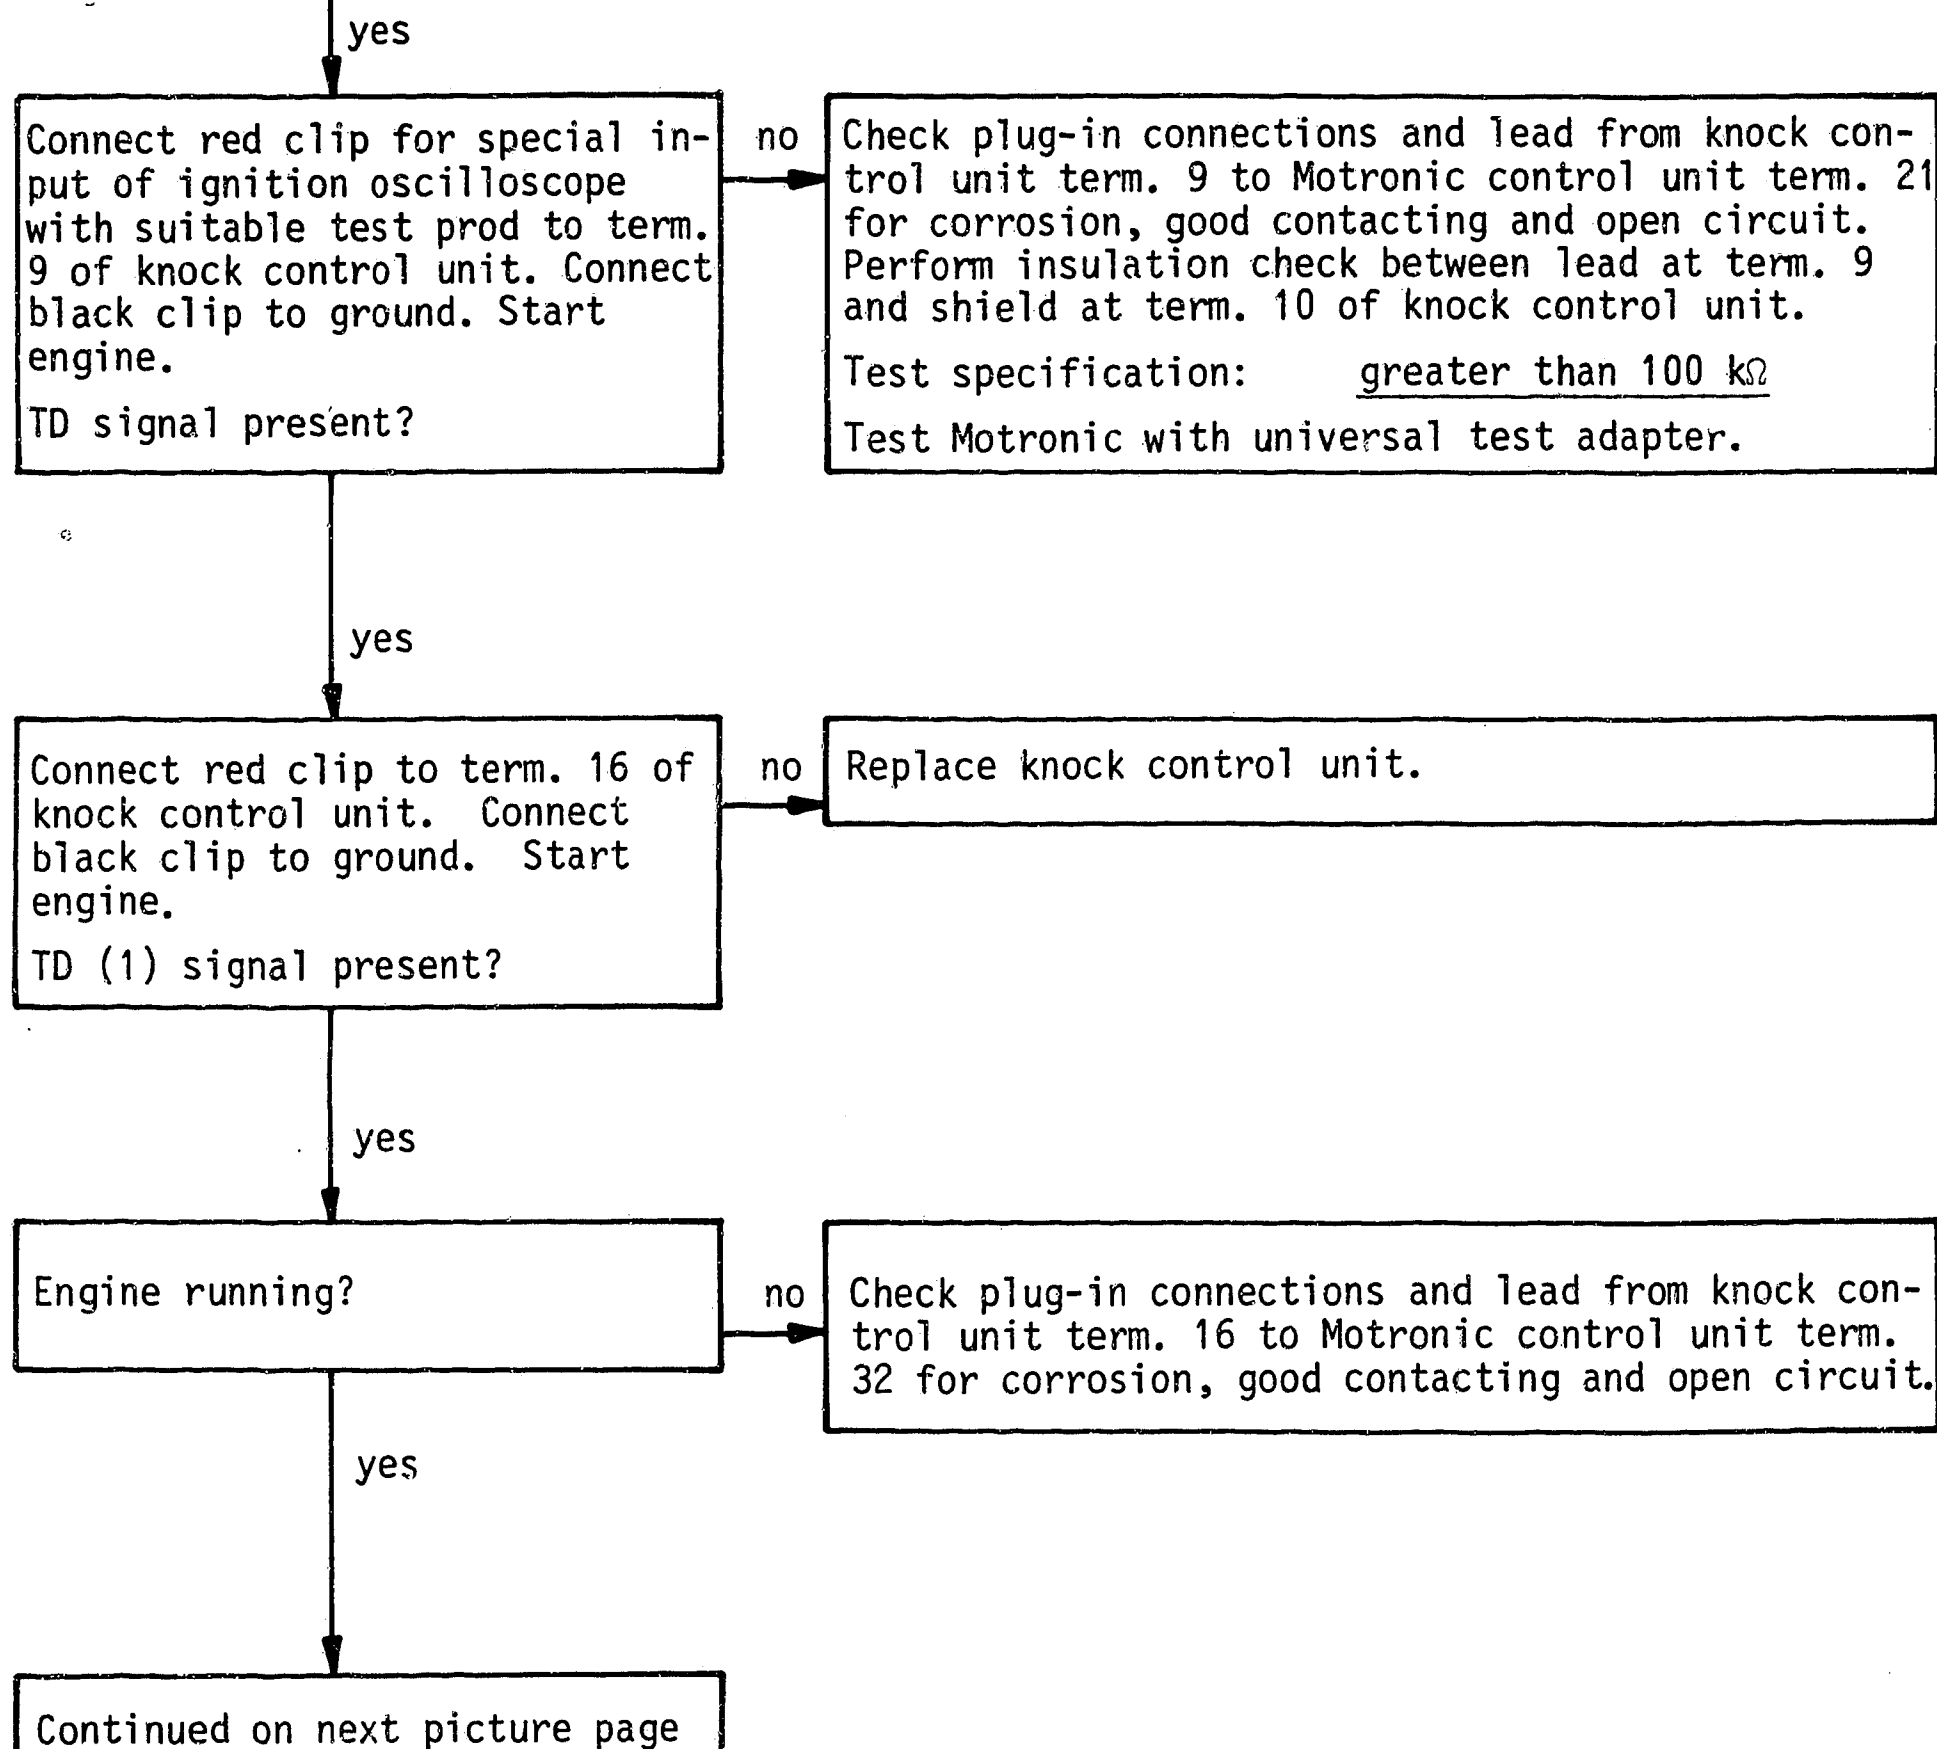 yes
Connect red clip for special in-
put of ignition oscilloscope
with suitable test prod to term.
9 of knock control unit. Connect
black clip to ground. Start
engine.
TD signal present?
no
Check plug-in connections and lead from knock con-
trol unit term. 9 to Motronic control unit term. 21
for corrosion, good contacting and open circuit.
Perform insulation check between lead at term. 9
and shield at term. 10 of knock control unit.
Test specification: greater than 100 kΩ
Test Motronic with universal test adapter.
yes
Connect red clip to term. 16 of
knock control unit. Connect
black clip to ground. Start
engine.
TD (1) signal present?
no
Replace knock control unit.
yes
Engine running?
no
Check plug-in connections and lead from knock con-
trol unit term. 16 to Motronic control unit term.
32 for corrosion, good contacting and open circuit.
yes
Continued on next picture page